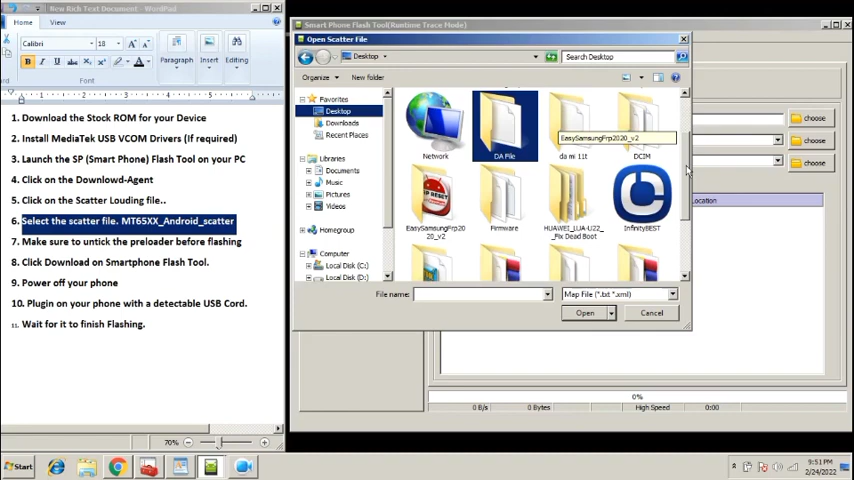 New Rich Text Document - WordPad
Home View
Calibri 18
Paragraph Insert Editing
1. Download the Stock ROM for your Device
2. Install MediaTek USB VCOM Drivers (If required)
3. Launch the SP (Smart Phone) Flash Tool on your PC
4. Click on the Downlowd-Agent
5. Click on the Scatter Louding file..
6. Select the scatter file. MT65XX_Android_scatter
7. Make sure to untick the preloader before flashing
8. Click Download on Smartphone Flash Tool.
9. Power off your phone
10. Plugin on your phone with a detectable USB Cord.
11. Wait for it to finish Flashing.
70%
Smart Phone Flash Tool(Runtime Trace Mode)
Open Scatter File
Desktop
Search Desktop
Organize New folder
Favorites
Desktop
Downloads
Recent Places
Libraries
Documents
Music
Pictures
Videos
Homegroup
Computer
Local Disk (C:)
Local Disk (D:)
EasySamsungFrp2020_v2
Network DA File da mi 11t DCIM
EasySamsungFrp20
20_v2
Firmware
HUAWEI_LUA-U22_
_Fix Dead Boot
InfinityBEST
File name:
Map File (*.txt *.xml)
Open Cancel
choose
choose
choose
Location
0%
0 B/s 0 Bytes High Speed 0:00
Start
9:51 PM
2/24/2022